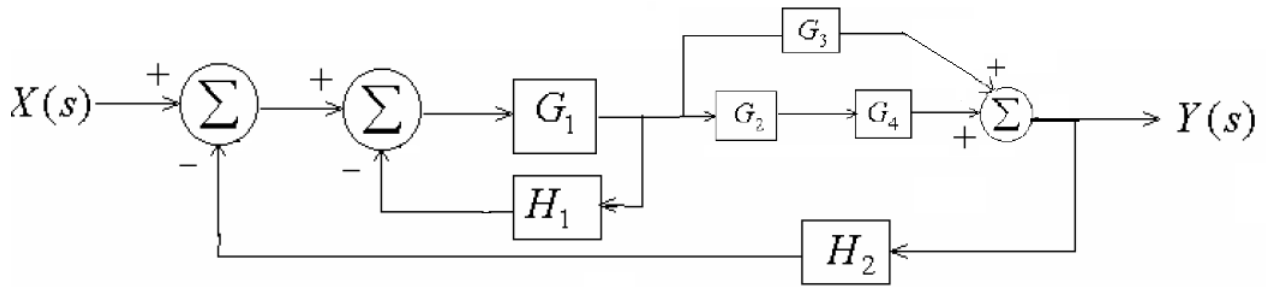 G₃
+ + +
X(s) Σ Σ G₁ G₂ G₄ Σ Y(s)
− − +
H₁
H₂